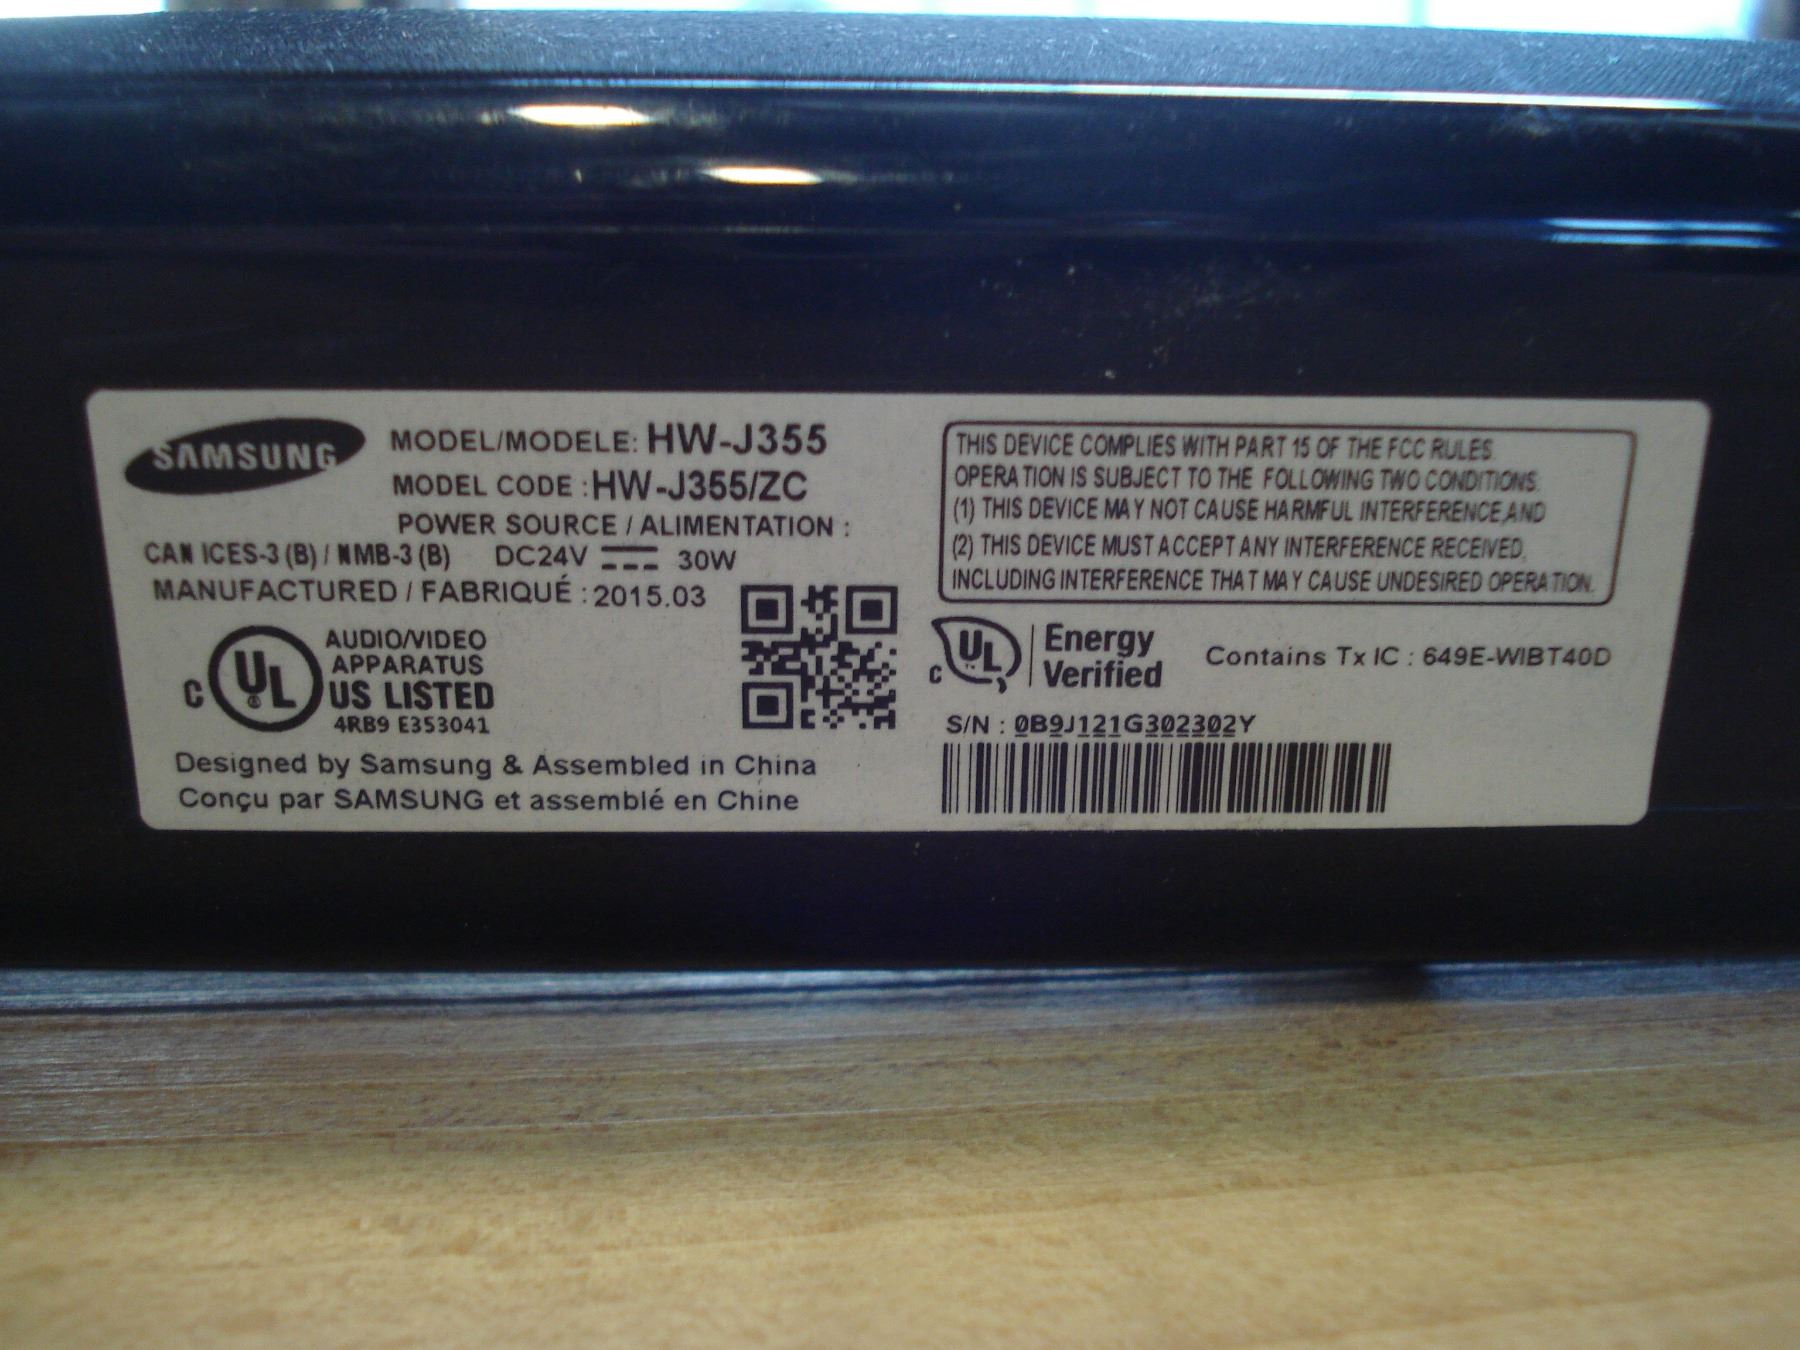 SAMSUNG
MODEL/MODELE: HW-J355
MODEL CODE : HW-J355/ZC
POWER SOURCE / ALIMENTATION :
CAN ICES-3 (B) / NMB-3 (B) DC24V 30W
MANUFACTURED / FABRIQUÉ : 2015.03
C UL ® AUDIO/VIDEO
APPARATUS
US LISTED
4RB9 E353041
Designed by Samsung & Assembled in China
Conçu par SAMSUNG et assemblé en Chine
THIS DEVICE COMPLIES WITH PART 15 OF THE FCC RULES.
OPERATION IS SUBJECT TO THE FOLLOWING TWO CONDITIONS.
(1) THIS DEVICE MAY NOT CAUSE HARMFUL INTERFERENCE,AND
(2) THIS DEVICE MUST ACCEPT ANY INTERFERENCE RECEIVED,
INCLUDING INTERFERENCE THAT MAY CAUSE UNDESIRED OPERATION.
C UL Energy
Verified
Contains Tx IC : 649E-WIBT40D
S/N : 0B9J121G302302Y